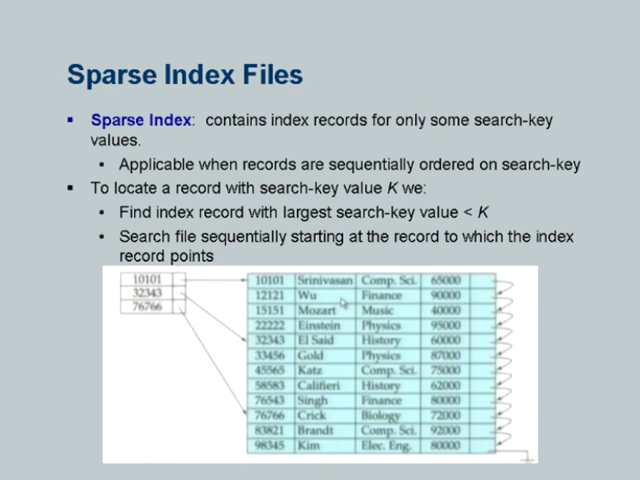 Sparse Index Files
Sparse Index: contains index records for only some search-key
values.
Applicable when records are sequentially ordered on search-key
To locate a record with search-key value K we:
Find index record with largest search-key value < K
Search file sequentially starting at the record to which the index
record points
10101
32343
76766
10101 Srinivasan Comp. Sci. 65000
12121 Wu Finance 90000
15151 Mozart Music 40000
22222 Einstein Physics 95000
32343 El Said History 60000
33456 Gold Physics 87000
45565 Katz Comp. Sci. 75000
58583 Califieri History 62000
76543 Singh Finance 80000
76766 Crick Biology 72000
83821 Brandt Comp. Sci. 92000
98345 Kim Elec. Eng. 80000